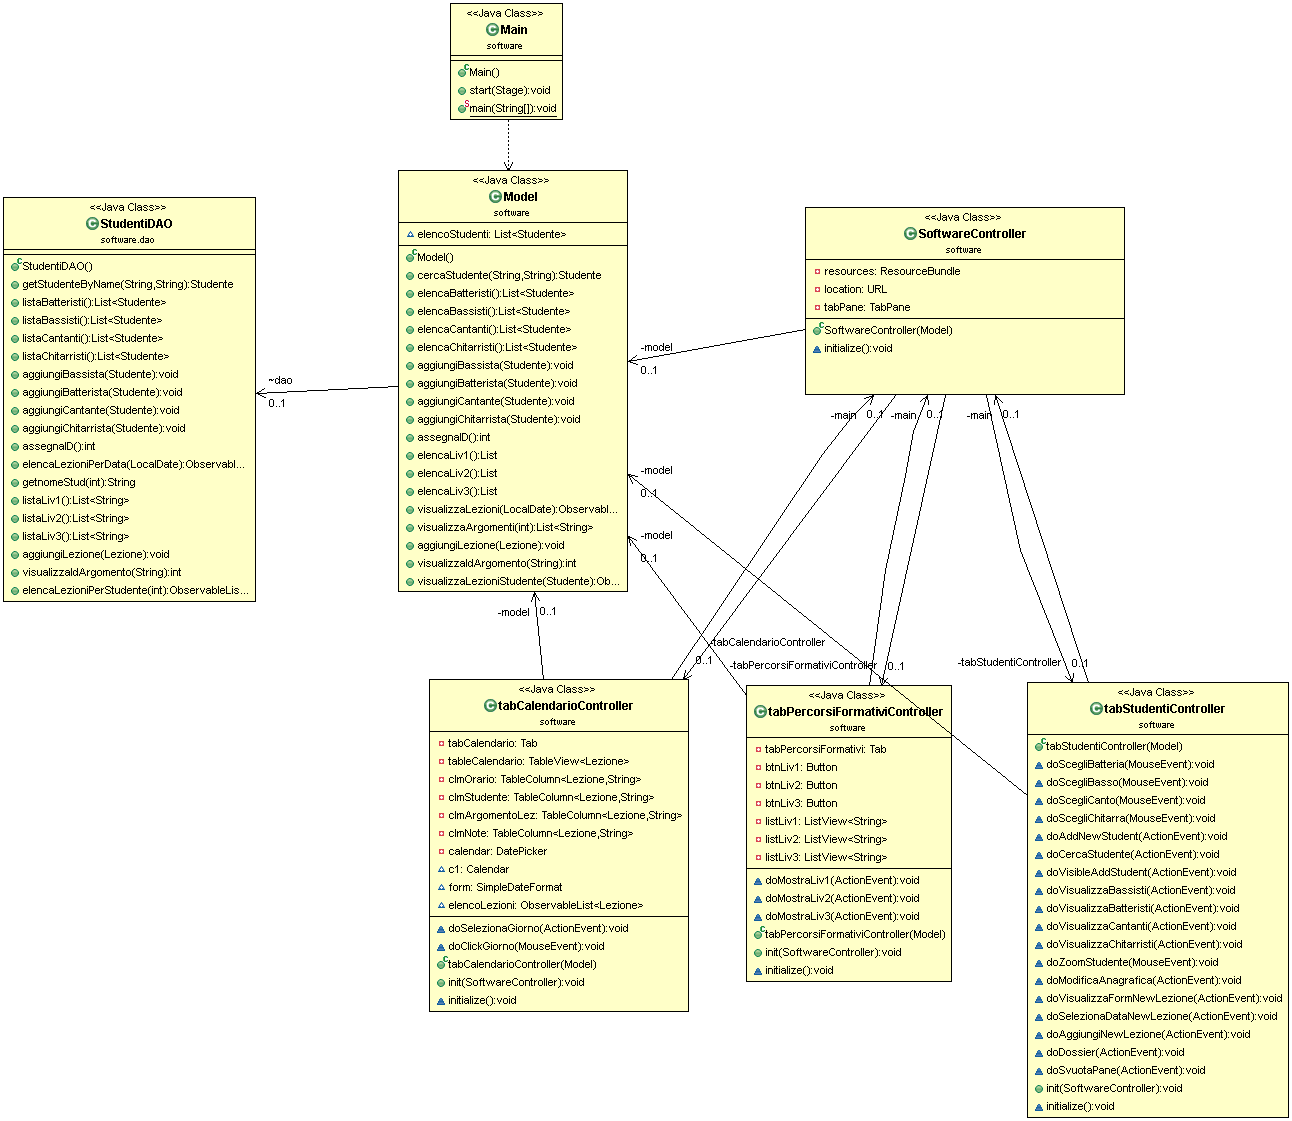 <<Java Class>>
Main
software
Main()
start(Stage):void
main(String[]):void
<<Java Class>>
StudentiDAO
software.dao
StudentiDAO()
getStudenteByName(String,String):Studente
listaBatteristi():List<Studente>
listaBassisti():List<Studente>
listaCantanti():List<Studente>
listaChitarristi():List<Studente>
aggiungiBassista(Studente):void
aggiungiBatterista(Studente):void
aggiungiCantante(Studente):void
aggiungiChitarrista(Studente):void
assegnaID():int
elencaLezioniPerData(LocalDate):Observabl...
getnomeStud(int):String
listaLiv1():List<String>
listaLiv2():List<String>
listaLiv3():List<String>
aggiungiLezione(Lezione):void
visualizzaIdArgomento(String):int
elencaLezioniPerStudente(int):ObservableLis...
~dao
0..1
<<Java Class>>
Model
software
elencoStudenti: List<Studente>
Model()
cercaStudente(String,String):Studente
elencaBatteristi():List<Studente>
elencaBassisti():List<Studente>
elencaCantanti():List<Studente>
elencaChitarristi():List<Studente>
aggiungiBassista(Studente):void
aggiungiBatterista(Studente):void
aggiungiCantante(Studente):void
aggiungiChitarrista(Studente):void
assegnaID():int
elencaLiv1():List
elencaLiv2():List
elencaLiv3():List
visualizzaLezioni(LocalDate):Observabl...
visualizzaArgomenti(int):List<String>
aggiungiLezione(Lezione):void
visualizzaIdArgomento(String):int
visualizzaLezioniStudente(Studente):Ob...
-model
0..1
-model
0..1
-model
0..1
-model
0..1
<<Java Class>>
SoftwareController
software
resources: ResourceBundle
location: URL
tabPane: TabPane
SoftwareController(Model)
initialize():void
-main
0..1
-main
0..1
-main
0..1
-tabCalendarioController
0..1
-tabPercorsiFormativiController
0..1
-tabStudentiController
0..1
<<Java Class>>
tabCalendarioController
software
tabCalendario: Tab
tableCalendario: TableView<Lezione>
clmOrario: TableColumn<Lezione,String>
clmStudente: TableColumn<Lezione,String>
clmArgomentoLez: TableColumn<Lezione,String>
clmNote: TableColumn<Lezione,String>
calendar: DatePicker
c1: Calendar
form: SimpleDateFormat
elencoLezioni: ObservableList<Lezione>
doSelezionaGiorno(ActionEvent):void
doClickGiorno(MouseEvent):void
tabCalendarioController(Model)
init(SoftwareController):void
initialize():void
<<Java Class>>
tabPercorsiFormativiController
software
tabPercorsiFormativi: Tab
btnLiv1: Button
btnLiv2: Button
btnLiv3: Button
listLiv1: ListView<String>
listLiv2: ListView<String>
listLiv3: ListView<String>
doMostraLiv1(ActionEvent):void
doMostraLiv2(ActionEvent):void
doMostraLiv3(ActionEvent):void
tabPercorsiFormativiController(Model)
init(SoftwareController):void
initialize():void
<<Java Class>>
tabStudentiController
software
tabStudentiController(Model)
doScegliBatteria(MouseEvent):void
doScegliBasso(MouseEvent):void
doScegliCanto(MouseEvent):void
doScegliChitarra(MouseEvent):void
doAddNewStudent(ActionEvent):void
doCercaStudente(ActionEvent):void
doVisibleAddStudent(ActionEvent):void
doVisualizzaBassisti(ActionEvent):void
doVisualizzaBatteristi(ActionEvent):void
doVisualizzaCantanti(ActionEvent):void
doVisualizzaChitarristi(ActionEvent):void
doZoomStudente(MouseEvent):void
doModificaAnagrafica(ActionEvent):void
doVisualizzaFormNewLezione(ActionEvent):void
doSelezionaDataNewLezione(ActionEvent):void
doAggiungiNewLezione(ActionEvent):void
doDossier(ActionEvent):void
doSvuotaPane(ActionEvent):void
init(SoftwareController):void
initialize():void